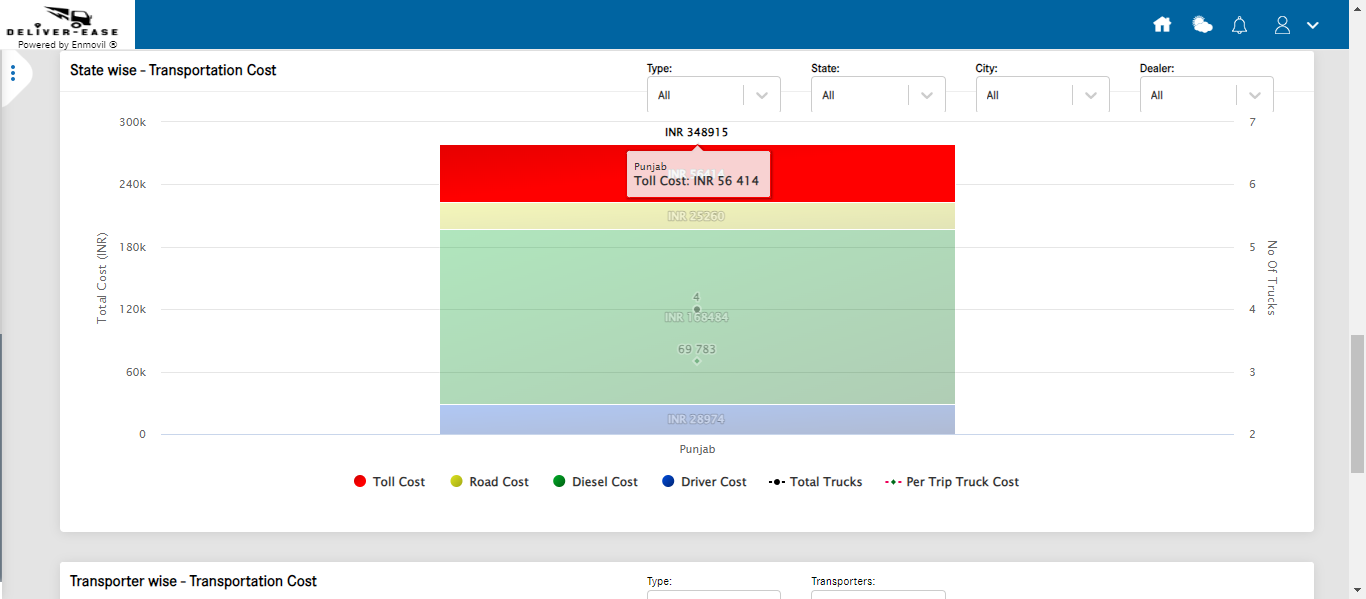 DELIVER-EASE
Powered by Enmovil ®
State wise - Transportation Cost
Type:
State:
City:
Dealer:
All
All
All
All
300k
240k
180k
120k
60k
0
Total Cost (INR)
INR 348915
INR 56414
Punjab
Toll Cost: INR 56 414
INR 25260
4
INR 168484
69 783
INR 28974
Punjab
7
6
5
4
3
2
No Of Trucks
Toll Cost
Road Cost
Diesel Cost
Driver Cost
Total Trucks
Per Trip Truck Cost
Transporter wise - Transportation Cost
Type:
Transporters: